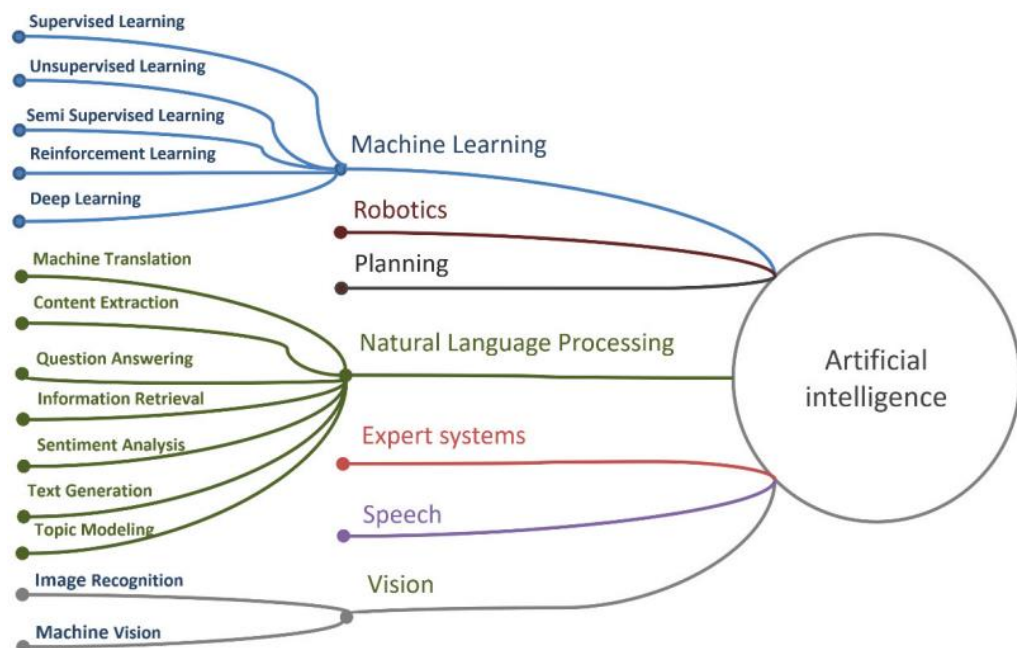 Supervised Learning
Unsupervised Learning
Semi Supervised Learning
Reinforcement Learning
Deep Learning
Machine Learning
Robotics
Planning
Machine Translation
Content Extraction
Question Answering
Information Retrieval
Sentiment Analysis
Text Generation
Topic Modeling
Natural Language Processing
Expert systems
Speech
Image Recognition
Machine Vision
Vision
Artificial
intelligence